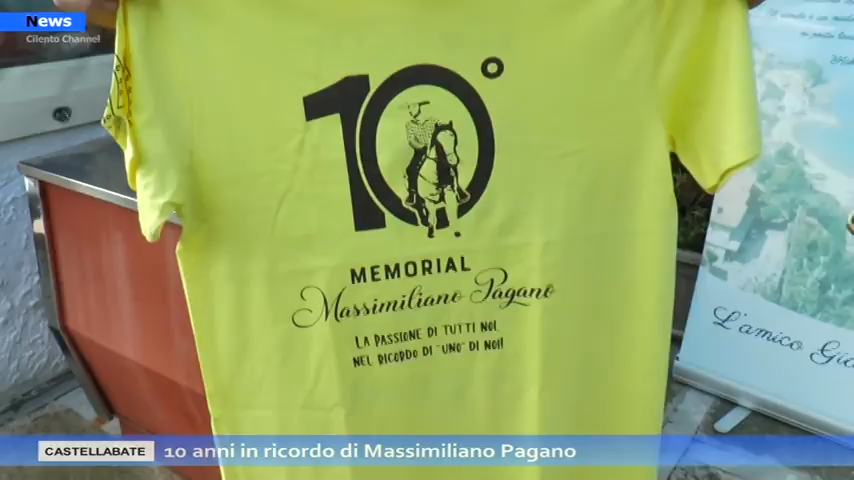 News
Cilento Channel
10°
MEMORIAL
Massimiliano Pagano
LA PASSIONE DI TUTTI NOI,
NEL RICORDO DI "UNO" DI NOI!
L'amico
CASTELLABATE
10 anni in ricordo di Massimiliano Pagano